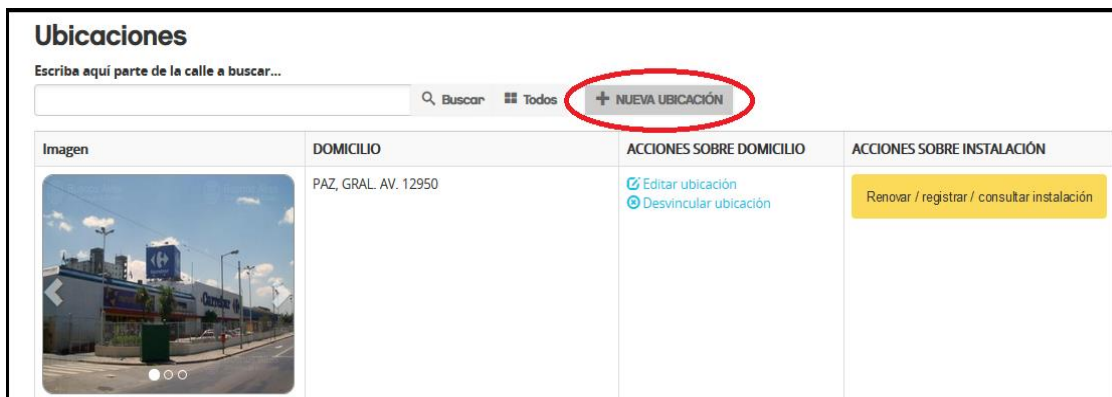 Ubicaciones
Escriba aquí parte de la calle a buscar...
Buscar Todos NUEVA UBICACIÓN
Imagen DOMICILIO ACCIONES SOBRE DOMICILIO ACCIONES SOBRE INSTALACIÓN
PAZ, GRAL. AV. 12950 Editar ubicación Renovar / registrar / consultar instalación
Desvincular ubicación
Carrefour